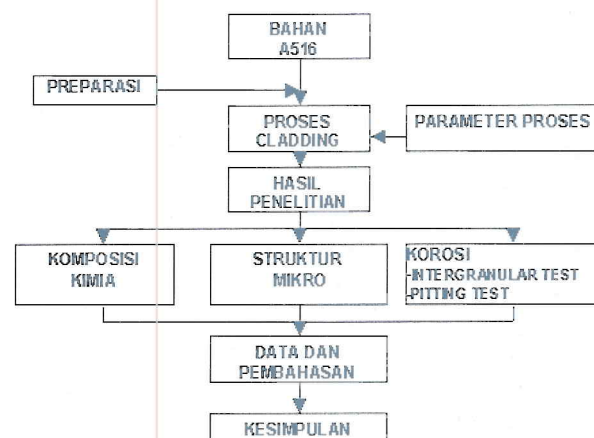 BAHAN
A516
PREPARASI
PROSES
CLADDING
PARAMETER PROSES
HASIL
PENELITIAN
KOMPOSISI
KIMIA
STRUKTUR
MIKRO
KOROSI
-INTERGRANULAR TEST
-PITTING TEST
DATA DAN
PEMBAHASAN
KESIMPULAN